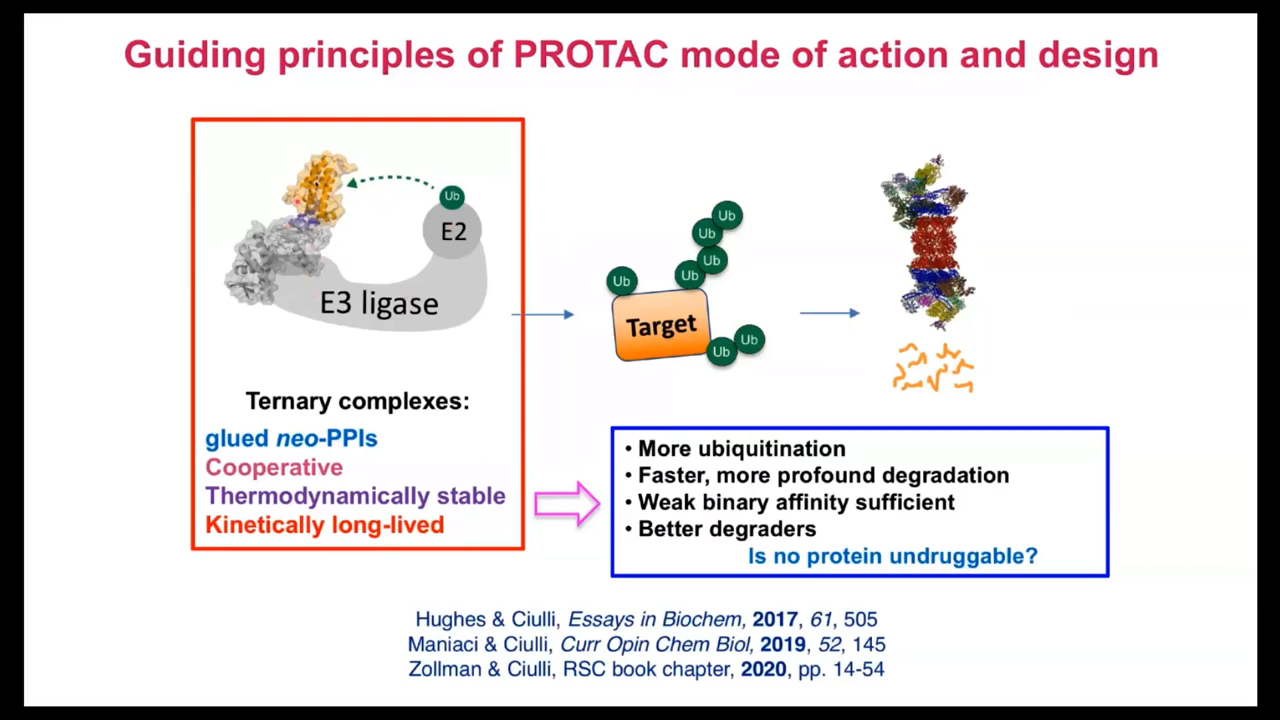 Guiding principles of PROTAC mode of action and design
Ub
E2
E3 ligase
Ternary complexes:
glued neo-PPIs
Cooperative
Thermodynamically stable
Kinetically long-lived
Ub
Ub
Ub
Ub
Ub
Target
Ub
Ub
• More ubiquitination
• Faster, more profound degradation
• Weak binary affinity sufficient
• Better degraders
Is no protein undruggable?
Hughes & Ciulli, Essays in Biochem, 2017, 61, 505
Maniaci & Ciulli, Curr Opin Chem Biol, 2019, 52, 145
Zollman & Ciulli, RSC book chapter, 2020, pp. 14-54